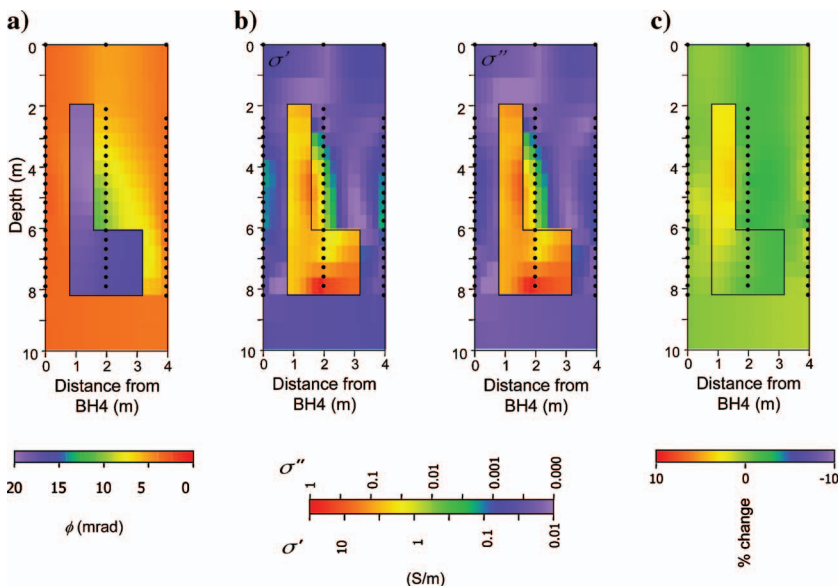 a)
b)
c)
σ'
σ''
0
2
4
6
8
10
Depth (m)
0 1 2 3 4
Distance from
BH4 (m)
0
2
4
6
8
10
0 1 2 3 4
Distance from
BH4 (m)
0
2
4
6
8
10
0 1 2 3 4
Distance from
BH4 (m)
0
2
4
6
8
10
0 1 2 3 4
Distance from
BH4 (m)
20 15 10 5 0
ϕ (mrad)
σ''
1 0.1 0.01 0.001 0.000
σ'
10 1 0.1 0.01
(S/m)
10 0 -10
% change